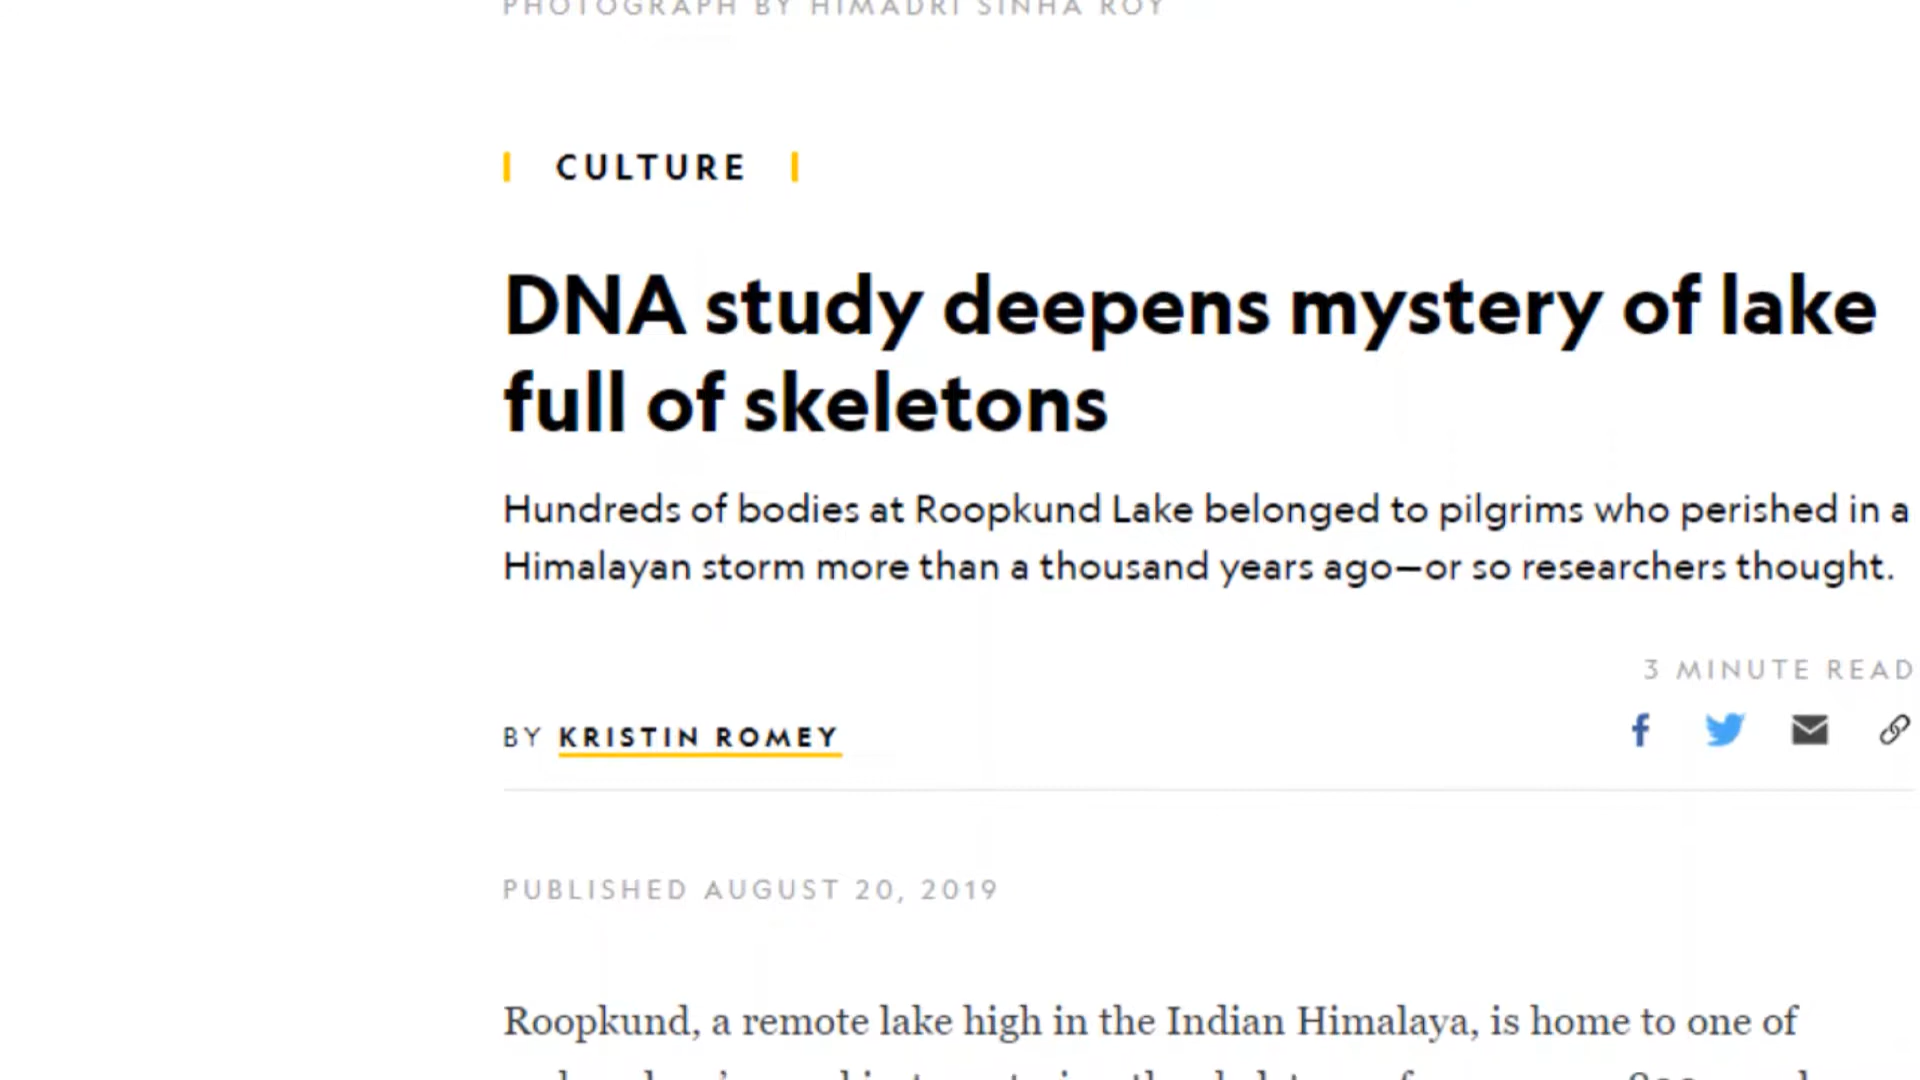 PHOTOGRAPH BY HIMADRI SINHA ROY
CULTURE
DNA study deepens mystery of lake
full of skeletons
Hundreds of bodies at Roopkund Lake belonged to pilgrims who perished in a
Himalayan storm more than a thousand years ago—or so researchers thought.
3 MINUTE READ
BY KRISTIN ROMEY
PUBLISHED AUGUST 20, 2019
Roopkund, a remote lake high in the Indian Himalaya, is home to one of